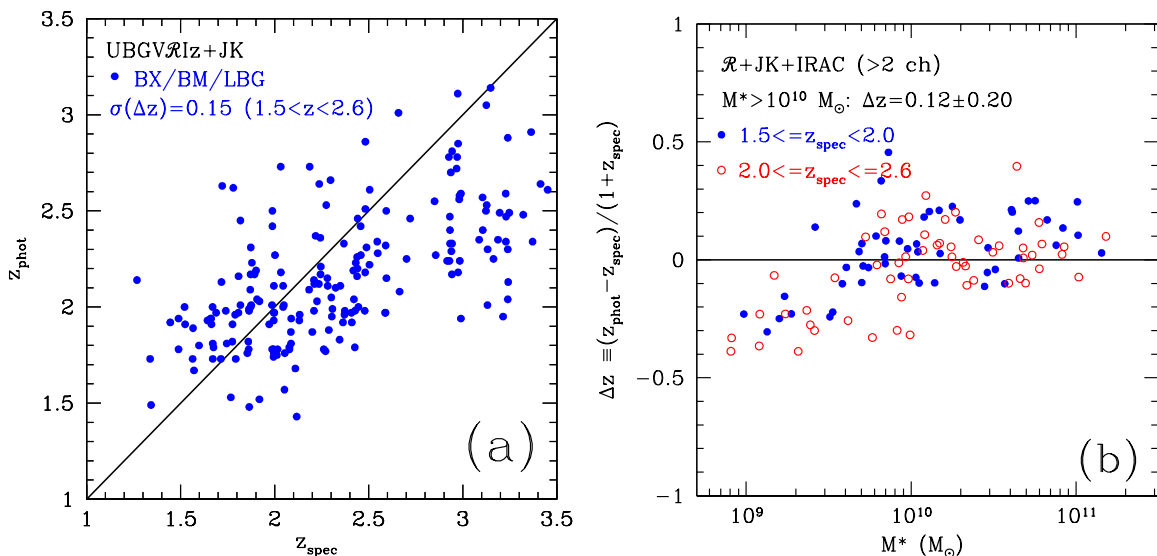 UBGVℛIz+JK
BX/BM/LBG
σ(Δz)=0.15 (1.5<z<2.6)
3.5
3
2.5
2
1.5
1
z_phot
1 1.5 2 2.5 3 3.5
z_spec
(a)
ℛ+JK+IRAC (>2 ch)
M*>10^10 M_⊙: Δz=0.12±0.20
1.5<=z_spec<2.0
2.0<=z_spec<=2.6
1
0.5
0
−0.5
−1
Δz ≡(z_phot−z_spec)/(1+z_spec)
10^9 10^10 10^11
M* (M_⊙)
(b)